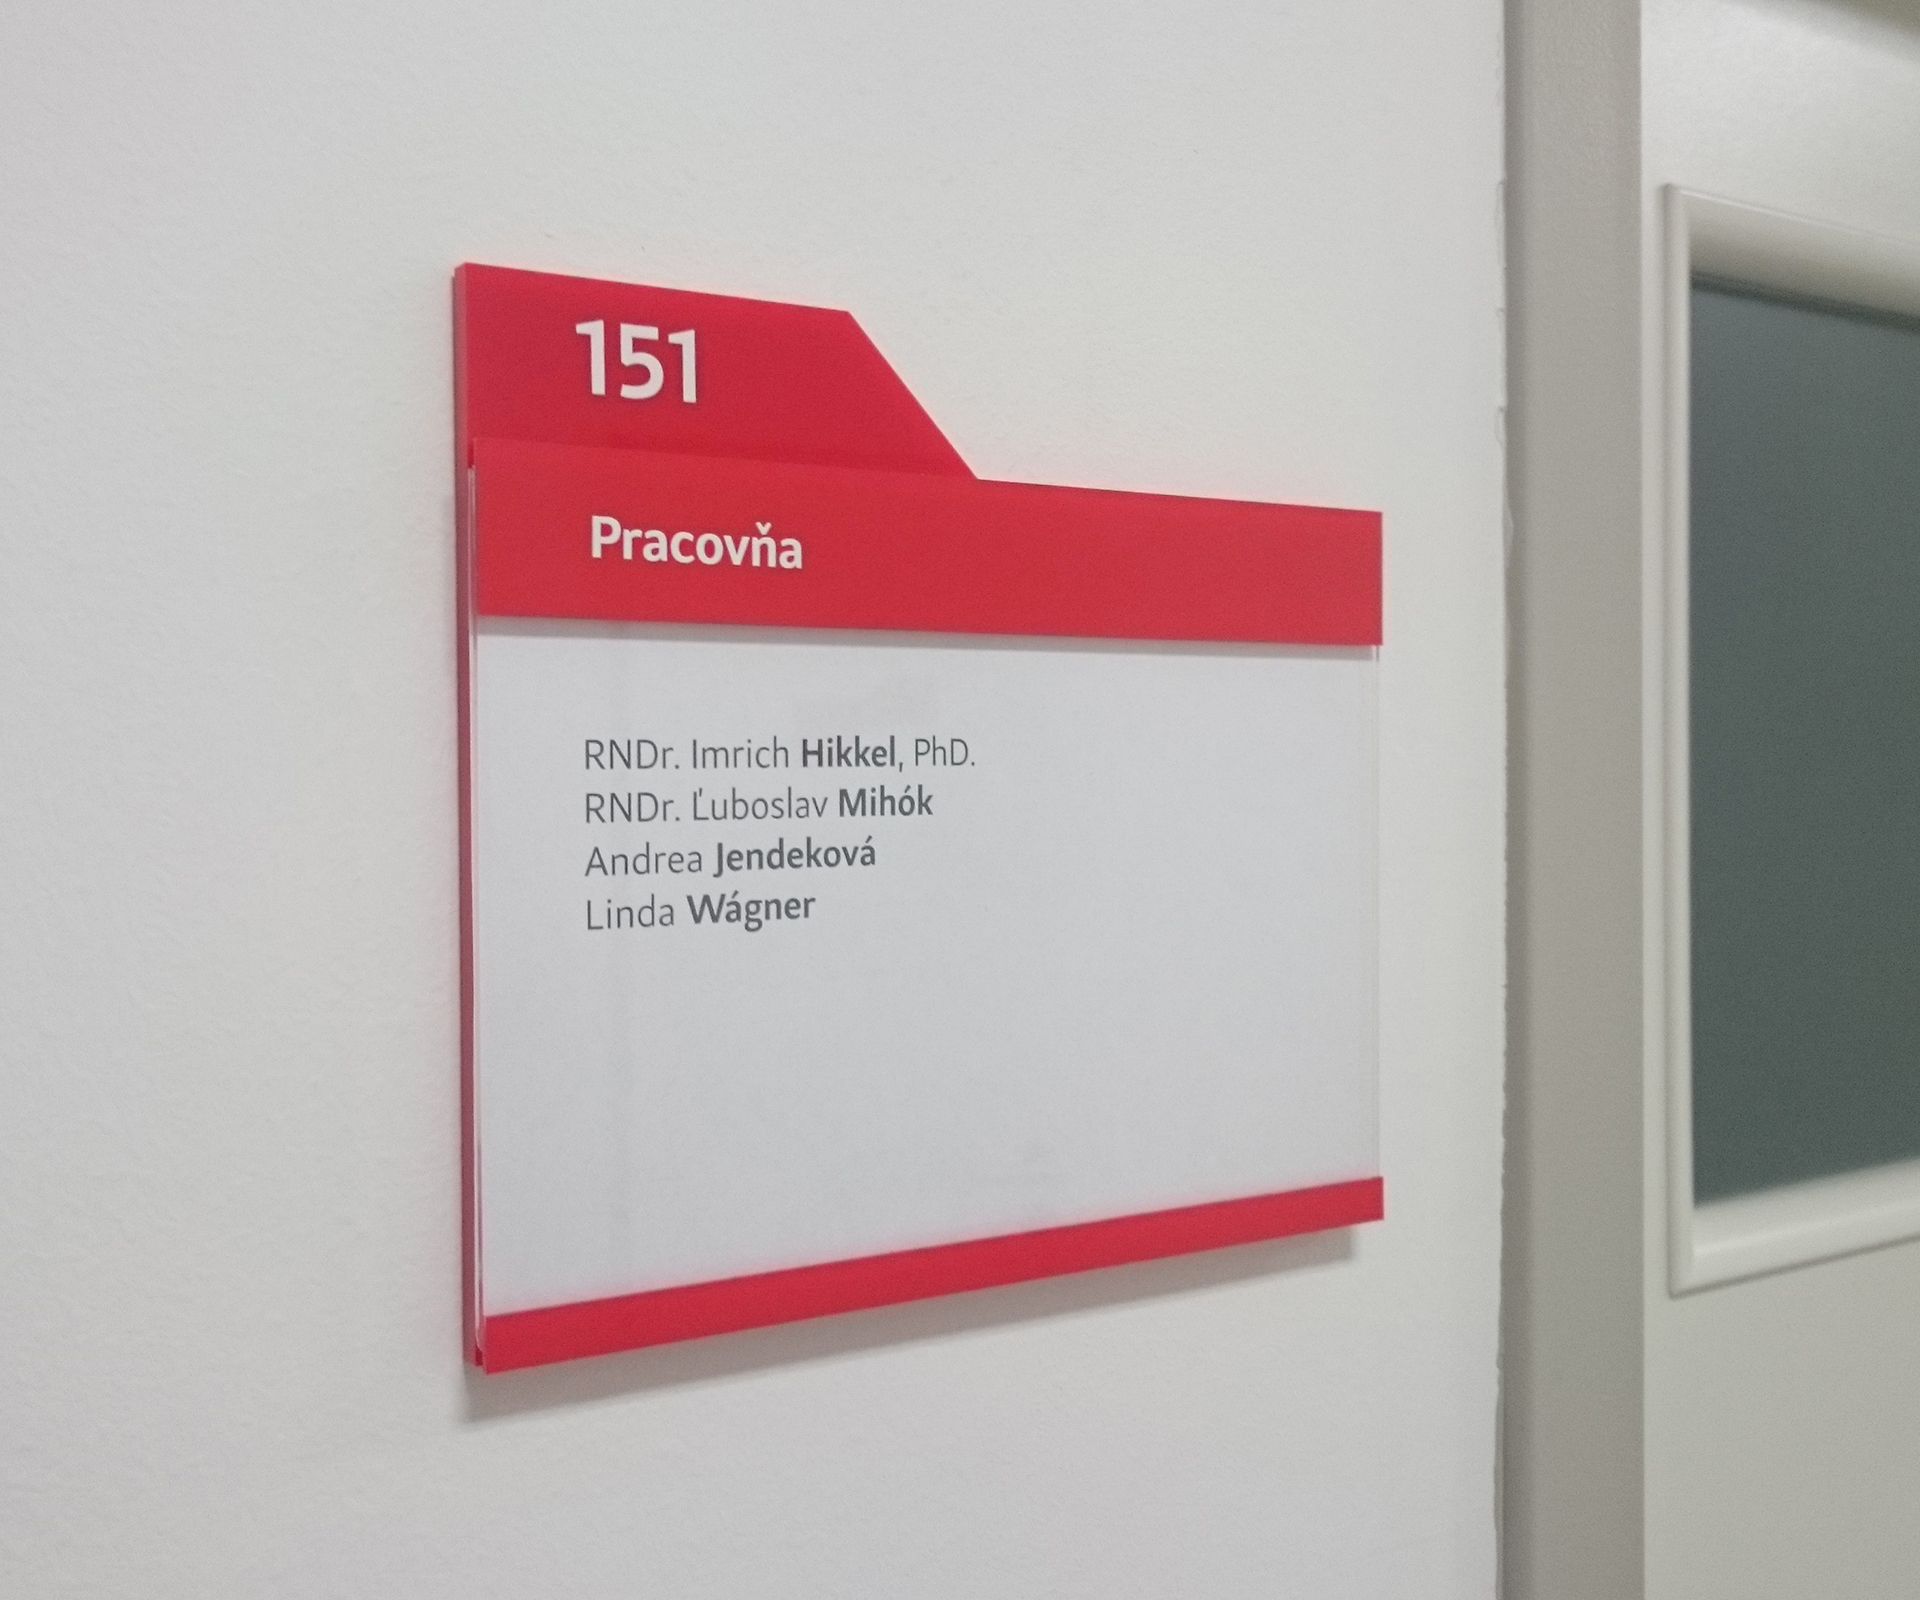 151
Pracovňa
RNDr. Imrich Hikkel, PhD.
RNDr. Ľuboslav Mihók
Andrea Jendeková
Linda Wágner